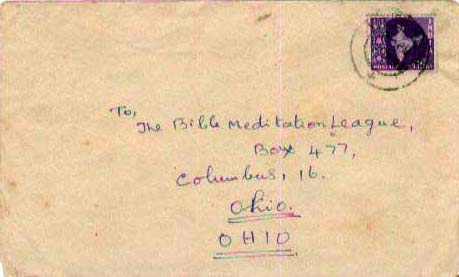 To,
The Bible Meditation League,
Box 477,
Columbus, 16.
Ohio.
OHIO